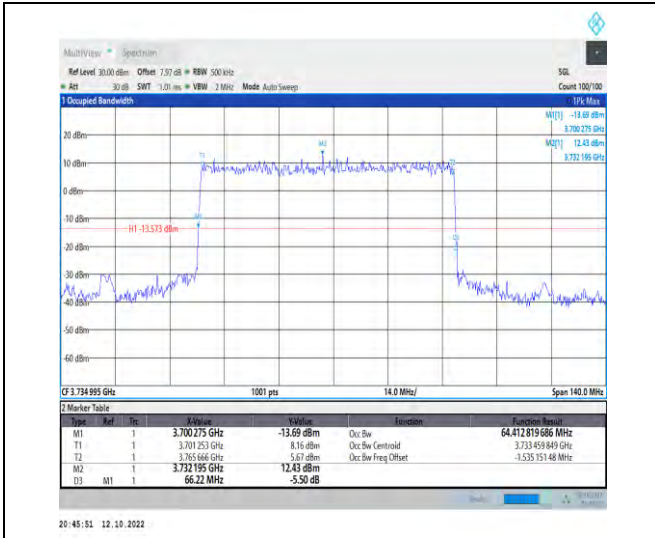 MultiView Spectrum
Ref Level 30.00 dBm Offset 7.97 dB RBW 500 kHz SGL
Att 30 dB SWT 1.01 ms VBW 2 MHz Mode Auto Sweep Count 100/100
1 Occupied Bandwidth 1Pk Max
M1[1] -13.69 dBm
3.700 275 GHz
M2[1] 12.43 dBm
3.732 195 GHz
20 dBm
M2
T1
10 dBm
0 dBm
-10 dBm
M1
H1 -13.573 dBm
-20 dBm
-30 dBm
-40 dBm
-50 dBm
-60 dBm
CF 3.734 995 GHz 1001 pts 14.0 MHz/ Span 140.0 MHz
2 Marker Table
Type Ref Trc X-Value Y-Value Function Function Result
M1 1 3.700 275 GHz -13.69 dBm Occ Bw 64.412 819 686 MHz
T1 1 3.701 253 GHz 8.16 dBm Occ Bw Centroid 3.733 459 849 GHz
T2 1 3.765 666 GHz 5.67 dBm Occ Bw Freq Offset -1.535 151 48 MHz
M2 1 3.732 195 GHz 12.43 dBm
D3 M1 1 66.22 MHz -5.50 dB
20:45:51 12.10.2022